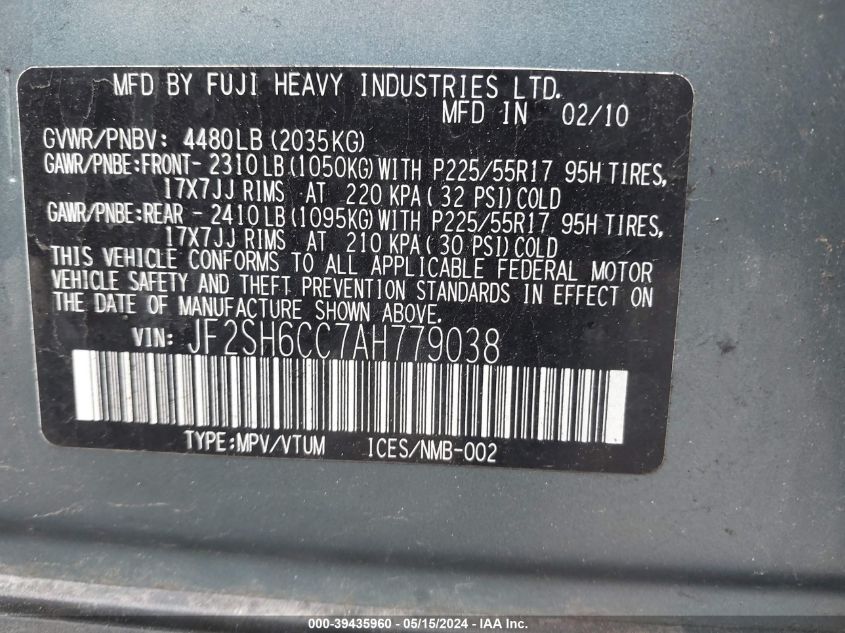 MFD BY FUJI HEAVY INDUSTRIES LTD.
MFD IN 02/10
GVWR/PNBV: 4480LB(2035KG)
GAWR/PNBE:FRONT-2310LB(1050KG)WITH P225/55R17 95H TIRES,
17X7JJ RIMS AT 220 KPA(32 PSI)COLD
GAWR/PNBE:REAR -2410LB(1095KG)WITH P225/55R17 95H TIRES,
17X7JJ RIMS AT 210 KPA(30 PSI)COLD
THIS VEHICLE CONFORMS TO ALL APPLICABLE FEDERAL MOTOR
VEHICLE SAFETY AND THEFT PREVENTION STANDARDS IN EFFECT ON
THE DATE OF MANUFACTURE SHOWN ABOVE.
VIN: JF2SH6CC7AH779038
TYPE:MPV/VTUM ICES/NMB-002
000-39435960 - 05/15/2024 - IAA Inc.